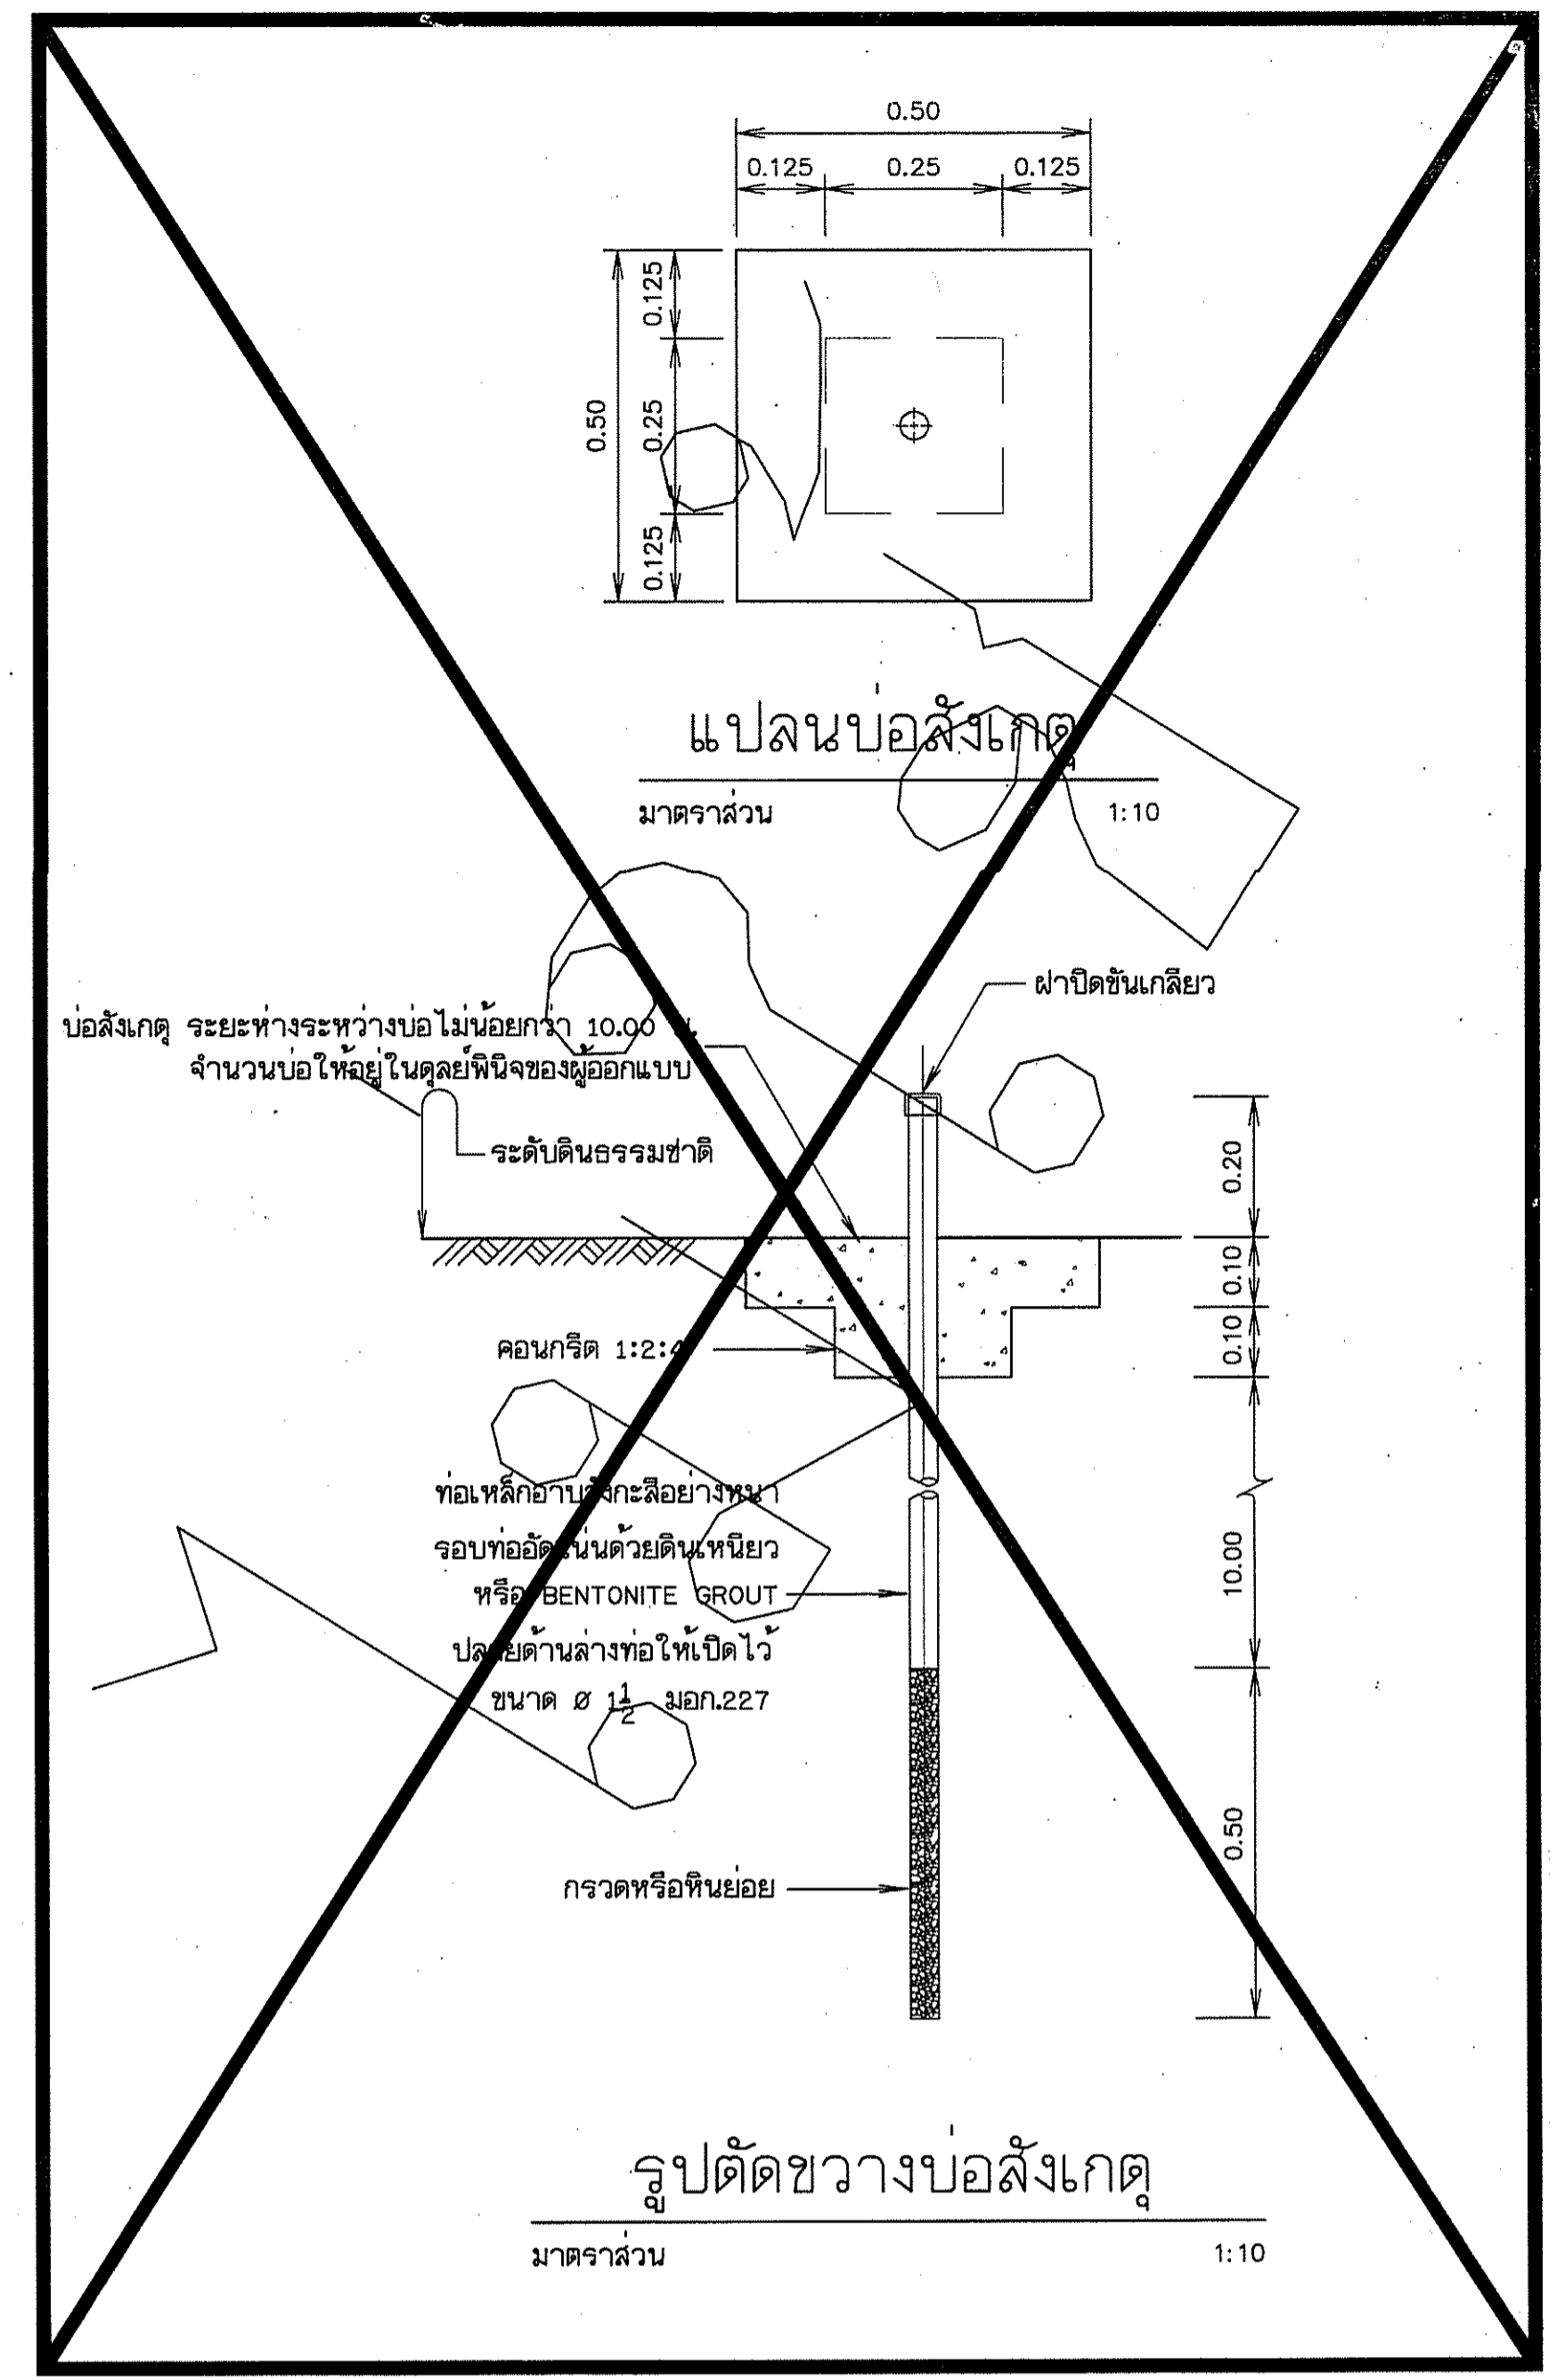 0.50
0.125 0.25 0.125
0.125
0.50 0.25
0.125
แปลนบ่อสังเกตุ
มาตราส่วน 1:10
ฝาปิดขันเกลียว
บ่อสังเกตุ ระยะห่างระหว่างบ่อไม่น้อยกว่า 10.00
จำนวนบ่อให้อยู่ในดุลย์พินิจของผู้ออกแบบ
ระดับดินธรรมชาติ
0.20
0.10
0.10
คอนกรีต 1:2:4
ท่อเหล็กอาบสังกะสีอย่างหนา
รอบท่ออัดแน่นด้วยดินเหนียว
หรือ BENTONITE GROUT
ปลายด้านล่างท่อให้เปิดไว้
ขนาด Ø 1 1/2 มอก.227
10.00
0.50
กรวดหรือหินย่อย
รูปตัดขวางบ่อสังเกตุ
มาตราส่วน 1:10